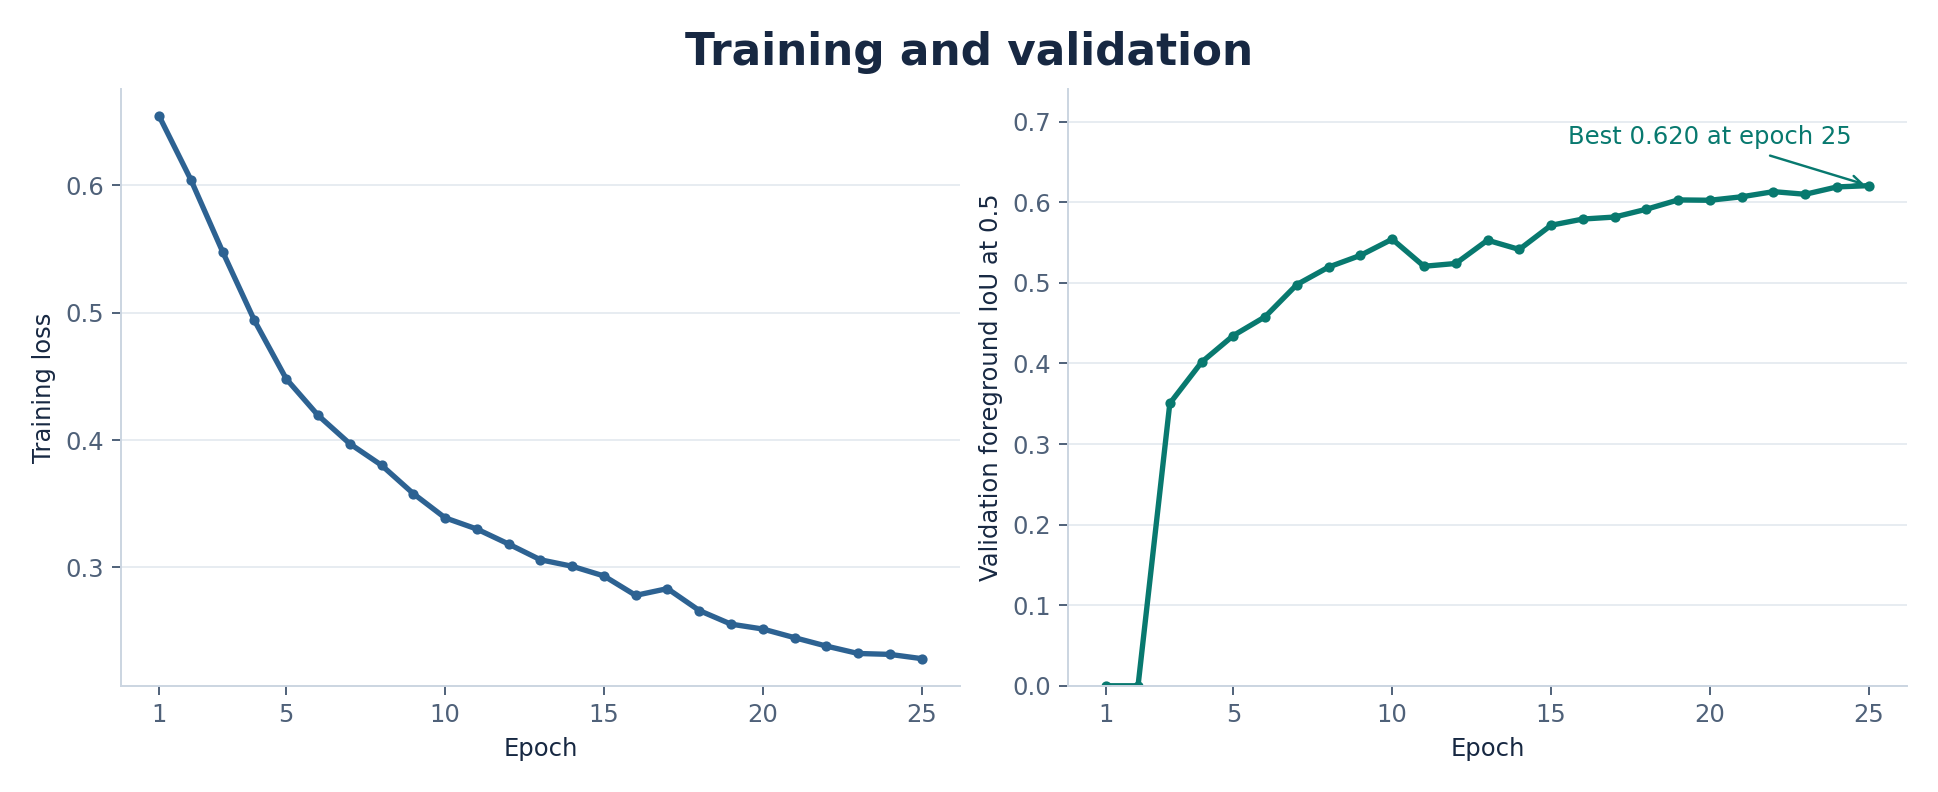 Training and validation
Training loss
0.6
0.5
0.4
0.3
1 5 10 15 20 25
Epoch
Validation foreground IoU at 0.5
0.7
0.6
0.5
0.4
0.3
0.2
0.1
0.0
Best 0.620 at epoch 25
1 5 10 15 20 25
Epoch